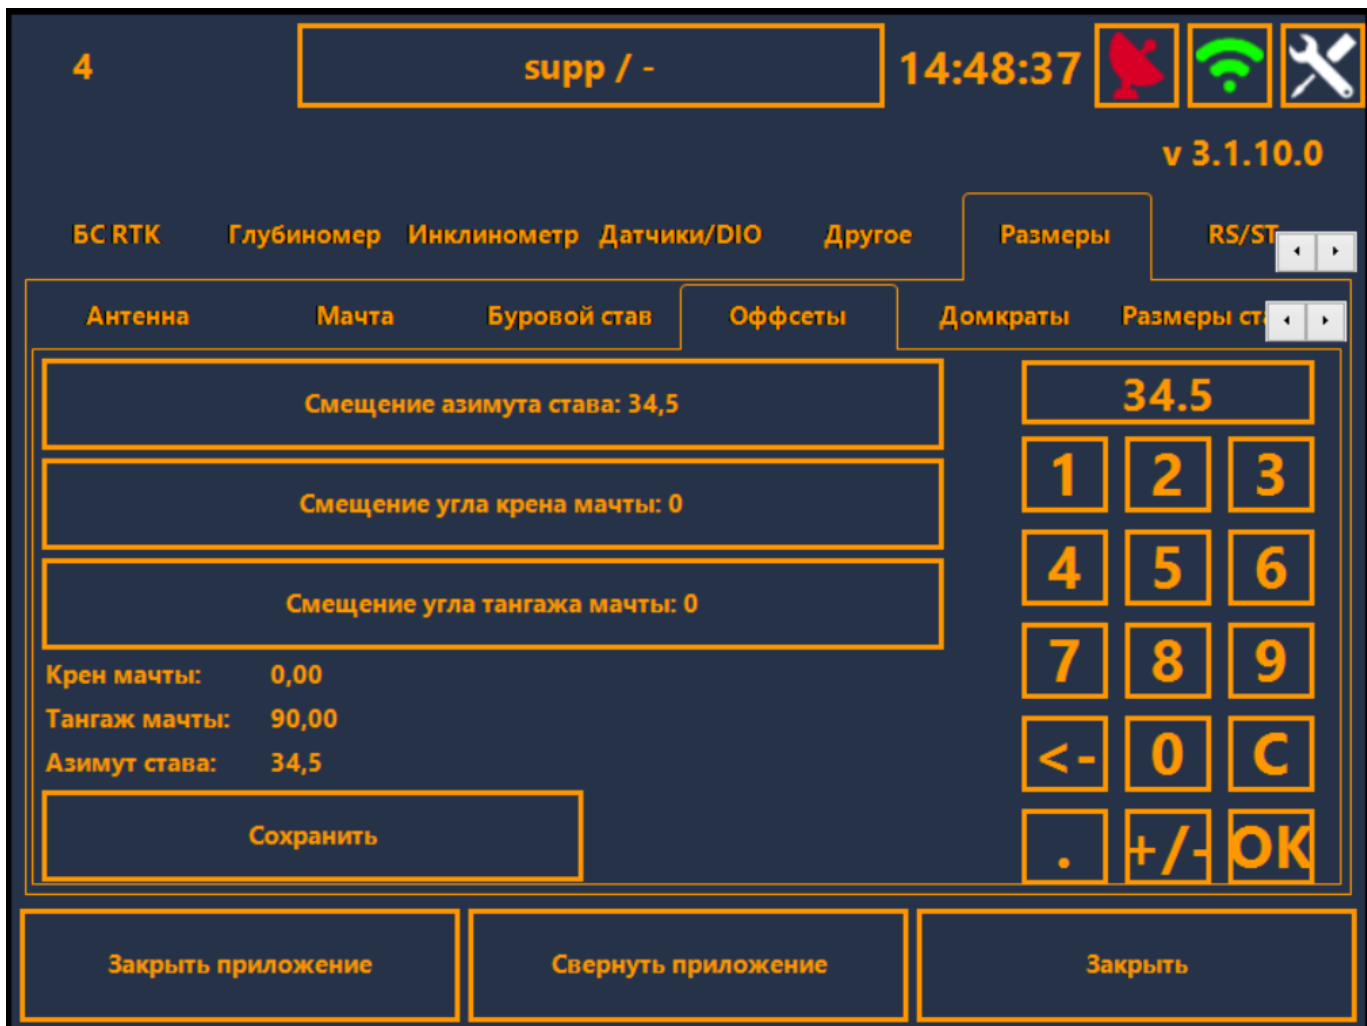 4 supp / - 14:48:37
v 3.1.10.0
БС RTK Глубиномер Инклинометр Датчики/DIO Другое Размеры RS/ST
Антенна Мачта Буровой став Оффсеты Домкраты Размеры
Смещение азимута става: 34,5 34.5
1 2 3
Смещение угла крена мачты: 0
4 5 6
Смещение угла тангажа мачты: 0
7 8 9
Крен мачты: 0,00
Тангаж мачты: 90,00
<- 0 C
Азимут става: 34,5
Сохранить
. +/- OK
Закрыть приложение Свернуть приложение Закрыть